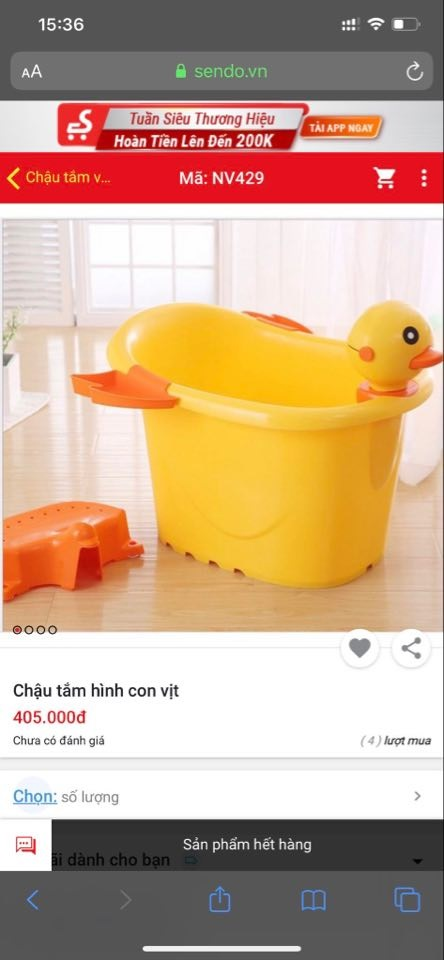 15:36
AA
sendo.vn
Tuần Siêu Thương Hiệu
Hoàn Tiền Lên Đến 200K
TẢI APP NGAY
Chậu tắm v...
Mã: NV429
Chậu tắm hình con vịt
405.000đ
Chưa có đánh giá
( 4 ) lượt mua
Chọn: số lượng
Sản phẩm hết hàng
dành cho bạn